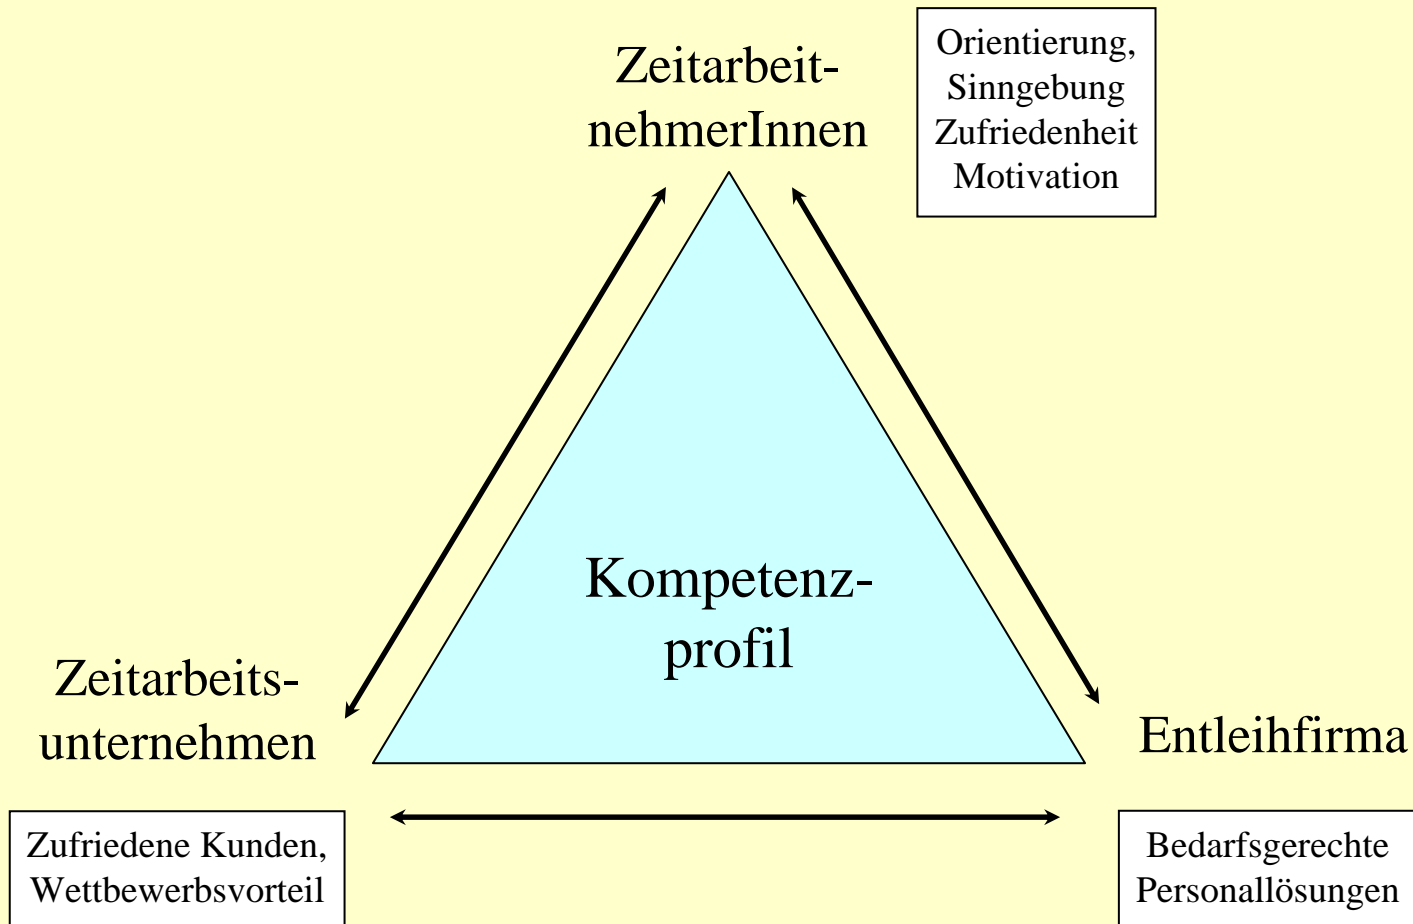 Zeitarbeit-
nehmerInnen
Orientierung,
Sinngebung
Zufriedenheit
Motivation
Kompetenz-
profil
Zeitarbeits-
unternehmen
Entleihfirma
Zufriedene Kunden,
Wettbewerbsvorteil
Bedarfsgerechte
Personallösungen